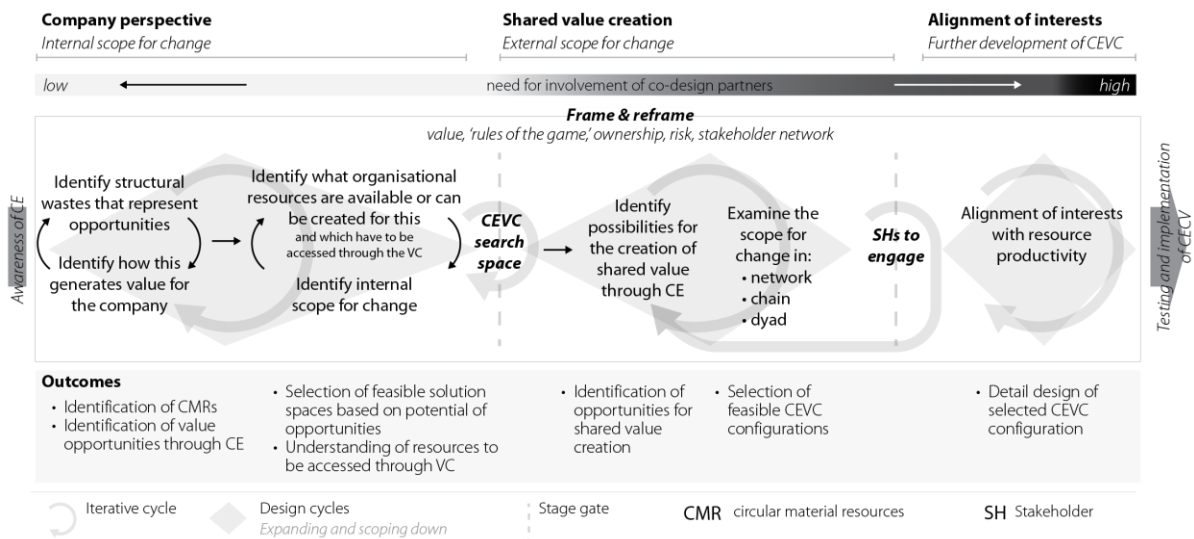 Company perspective
Internal scope for change
Shared value creation
External scope for change
Alignment of interests
Further development of CEVC
low
need for involvement of co-design partners
high
Frame & reframe
value, ‘rules of the game,’ ownership, risk, stakeholder network
Awareness of CE
Identify structural
wastes that represent
opportunities
Identify how this
generates value for
the company
Identify what organisational
resources are available or can
be created for this
and which have to be
accessed through the VC
Identify internal
scope for change
CEVC
search
space
Identify
possibilities for
the creation of
shared value
through CE
Examine the
scope for
change in:
• network
• chain
• dyad
SHs to
engage
Alignment of interests
with resource
productivity
Testing and implementation
of CECV
Outcomes
• Identification of CMRs
• Identification of value
opportunities through CE
• Selection of feasible solution
spaces based on potential of
opportunities
• Understanding of resources to
be accessed through VC
• Identification of
opportunities for
shared value
creation
• Selection of
feasible CEVC
configurations
• Detail design of
selected CEVC
configuration
Iterative cycle
Design cycles
Expanding and scoping down
Stage gate
CMR circular material resources
SH Stakeholder